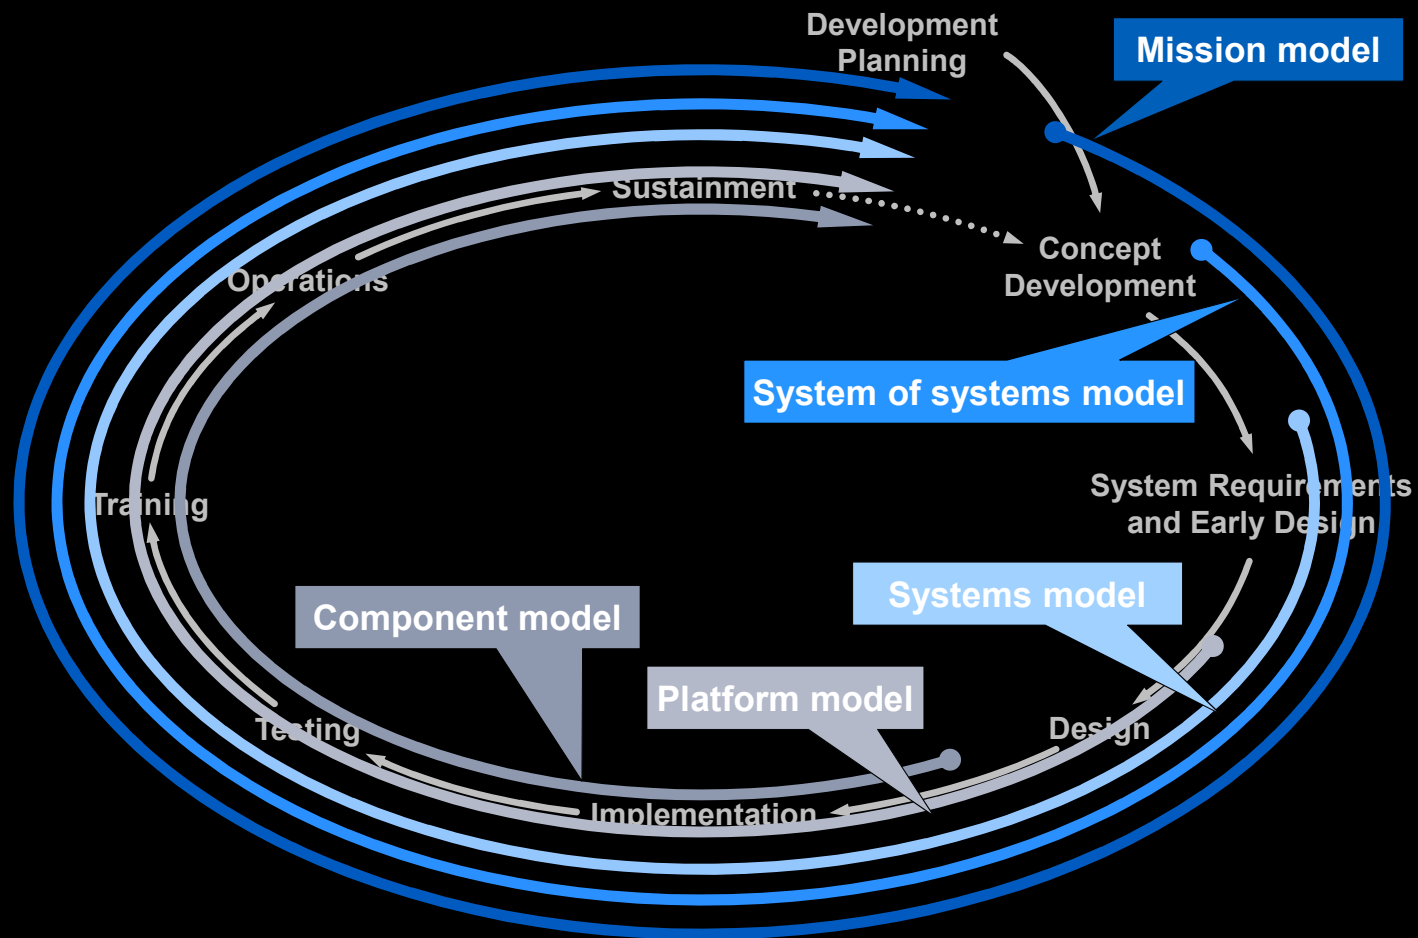 Development
Planning
Mission model
Sustainment
Concept
Development
Operations
System of systems model
System Requirements
and Early Design
Training
Systems model
Component model
Platform model
Design
Testing
Implementation